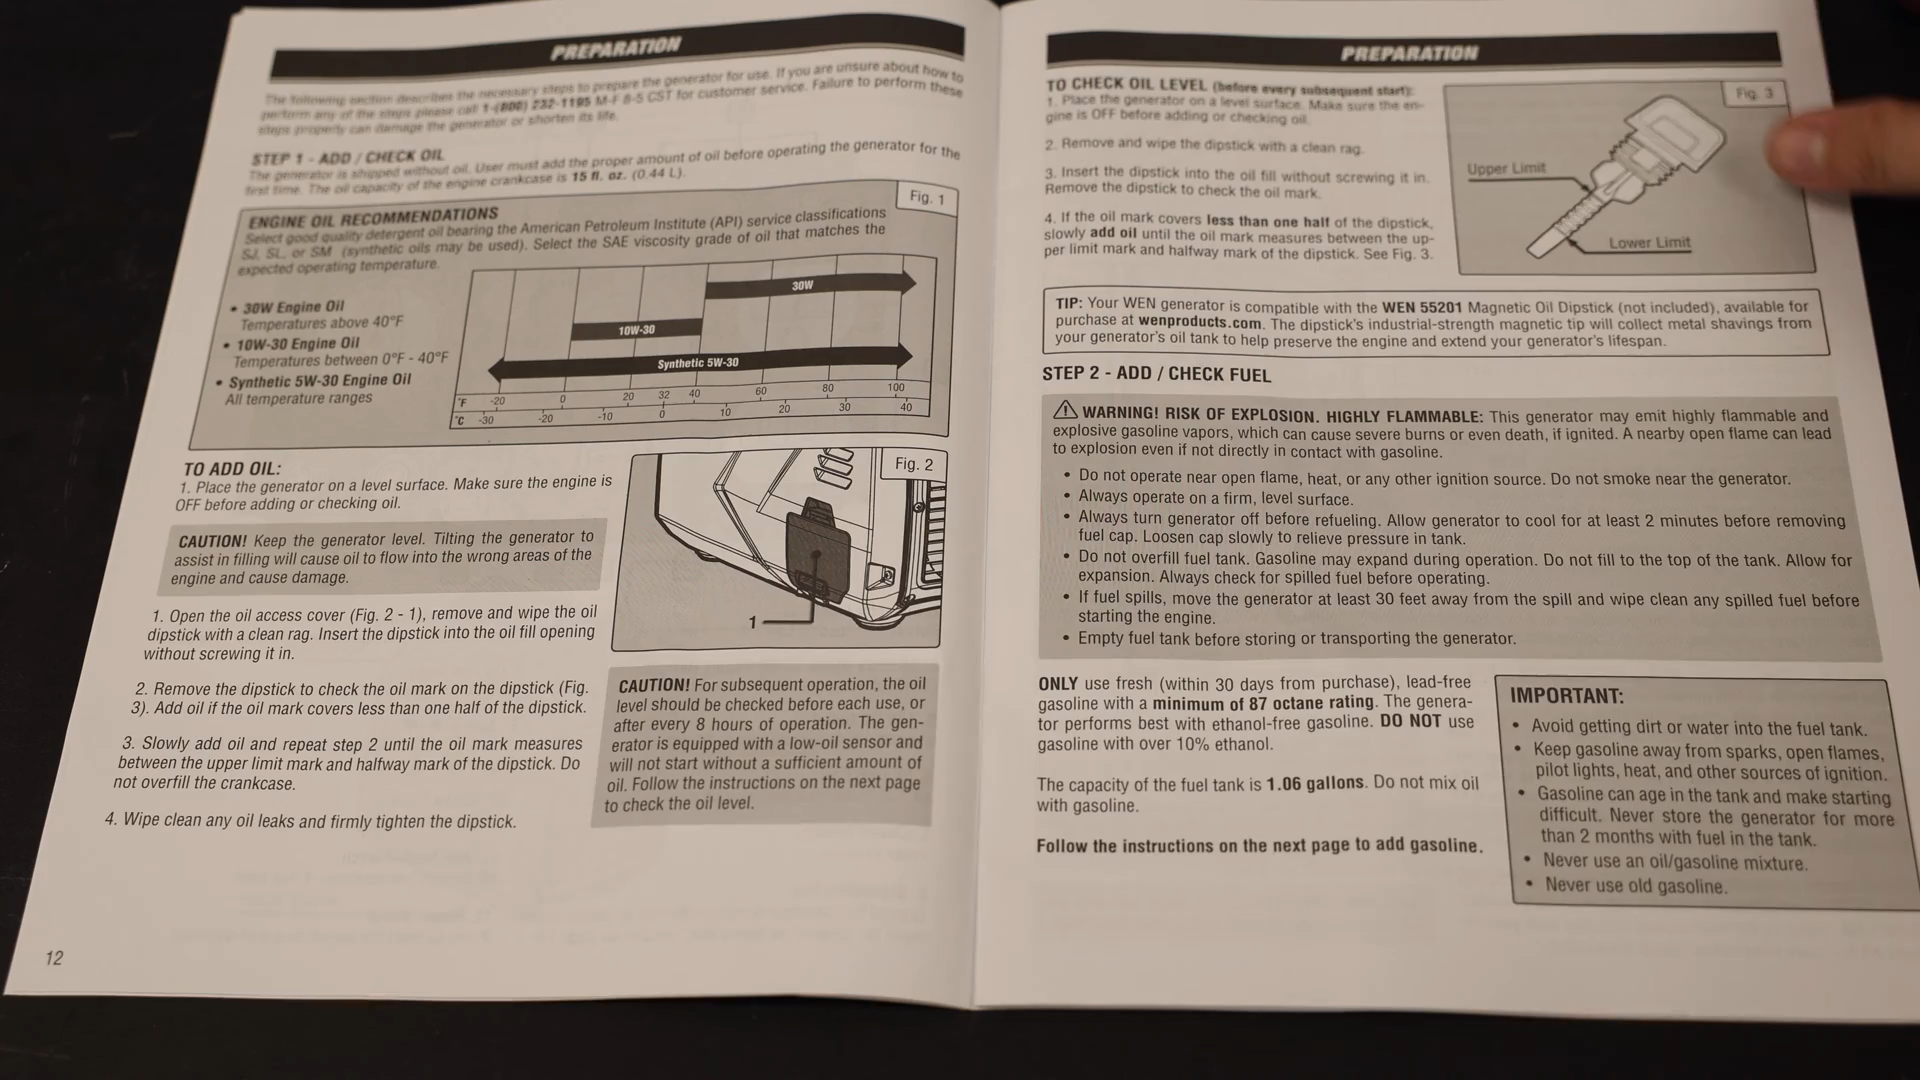 PREPARATION
The following section describes the necessary steps to prepare the generator for use. If you are unsure about how to
perform any of the steps please call 1-(800) 232-1195 M-F 8-5 CST for customer service. Failure to perform these
steps properly can damage the generator or shorten its life.
STEP 1 - ADD / CHECK OIL
The generator is shipped without oil. User must add the proper amount of oil before operating the generator for the
first time. The oil capacity of the engine crankcase is 15 fl. oz. (0.44 L).
Fig. 1
ENGINE OIL RECOMMENDATIONS
Select good quality detergent oil bearing the American Petroleum Institute (API) service classifications
SJ, SL, or SM (synthetic oils may be used). Select the SAE viscosity grade of oil that matches the
expected operating temperature.
• 30W Engine Oil
Temperatures above 40°F
• 10W-30 Engine Oil
Temperatures between 0°F - 40°F
• Synthetic 5W-30 Engine Oil
All temperature ranges
30W
10W-30
Synthetic 5W-30
°F -20 0 20 32 40 60 80 100
°C -30 -20 -10 0 10 20 30 40
TO ADD OIL:
1. Place the generator on a level surface. Make sure the engine is
OFF before adding or checking oil.
CAUTION! Keep the generator level. Tilting the generator to
assist in filling will cause oil to flow into the wrong areas of the
engine and cause damage.
1. Open the oil access cover (Fig. 2 - 1), remove and wipe the oil
dipstick with a clean rag. Insert the dipstick into the oil fill opening
without screwing it in.
2. Remove the dipstick to check the oil mark on the dipstick (Fig.
3). Add oil if the oil mark covers less than one half of the dipstick.
3. Slowly add oil and repeat step 2 until the oil mark measures
between the upper limit mark and halfway mark of the dipstick. Do
not overfill the crankcase.
4. Wipe clean any oil leaks and firmly tighten the dipstick.
Fig. 2
1
CAUTION! For subsequent operation, the oil
level should be checked before each use, or
after every 8 hours of operation. The gen-
erator is equipped with a low-oil sensor and
will not start without a sufficient amount of
oil. Follow the instructions on the next page
to check the oil level.
12
PREPARATION
TO CHECK OIL LEVEL (before every subsequent start):
1. Place the generator on a level surface. Make sure the en-
gine is OFF before adding or checking oil.
2. Remove and wipe the dipstick with a clean rag.
3. Insert the dipstick into the oil fill without screwing it in.
Remove the dipstick to check the oil mark.
4. If the oil mark covers less than one half of the dipstick,
slowly add oil until the oil mark measures between the up-
per limit mark and halfway mark of the dipstick. See Fig. 3.
Fig. 3
Upper Limit
Lower Limit
TIP: Your WEN generator is compatible with the WEN 55201 Magnetic Oil Dipstick (not included), available for
purchase at wenproducts.com. The dipstick's industrial-strength magnetic tip will collect metal shavings from
your generator's oil tank to help preserve the engine and extend your generator's lifespan.
STEP 2 - ADD / CHECK FUEL
WARNING! RISK OF EXPLOSION. HIGHLY FLAMMABLE: This generator may emit highly flammable and
explosive gasoline vapors, which can cause severe burns or even death, if ignited. A nearby open flame can lead
to explosion even if not directly in contact with gasoline.
• Do not operate near open flame, heat, or any other ignition source. Do not smoke near the generator.
• Always operate on a firm, level surface.
• Always turn generator off before refueling. Allow generator to cool for at least 2 minutes before removing
fuel cap. Loosen cap slowly to relieve pressure in tank.
• Do not overfill fuel tank. Gasoline may expand during operation. Do not fill to the top of the tank. Allow for
expansion. Always check for spilled fuel before operating.
• If fuel spills, move the generator at least 30 feet away from the spill and wipe clean any spilled fuel before
starting the engine.
• Empty fuel tank before storing or transporting the generator.
ONLY use fresh (within 30 days from purchase), lead-free
gasoline with a minimum of 87 octane rating. The genera-
tor performs best with ethanol-free gasoline. DO NOT use
gasoline with over 10% ethanol.
The capacity of the fuel tank is 1.06 gallons. Do not mix oil
with gasoline.
Follow the instructions on the next page to add gasoline.
IMPORTANT:
• Avoid getting dirt or water into the fuel tank.
• Keep gasoline away from sparks, open flames,
pilot lights, heat, and other sources of ignition.
• Gasoline can age in the tank and make starting
difficult. Never store the generator for more
than 2 months with fuel in the tank.
• Never use an oil/gasoline mixture.
• Never use old gasoline.